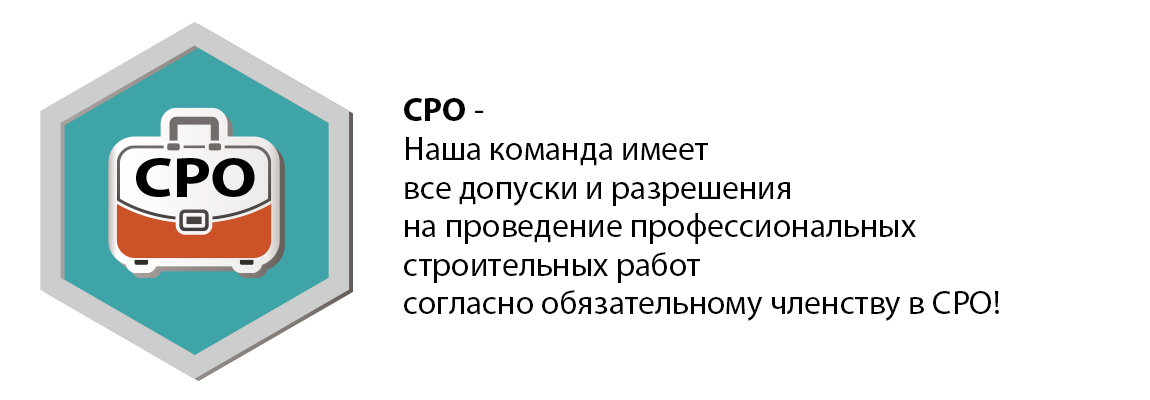 СРО
СРО -
Наша команда имеет
все допуски и разрешения
на проведение профессиональных
строительных работ
согласно обязательному членству в СРО!